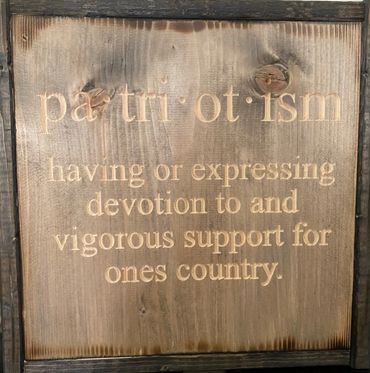 pa·tri·ot·ism
having or expressing
devotion to and
vigorous support for
ones country.